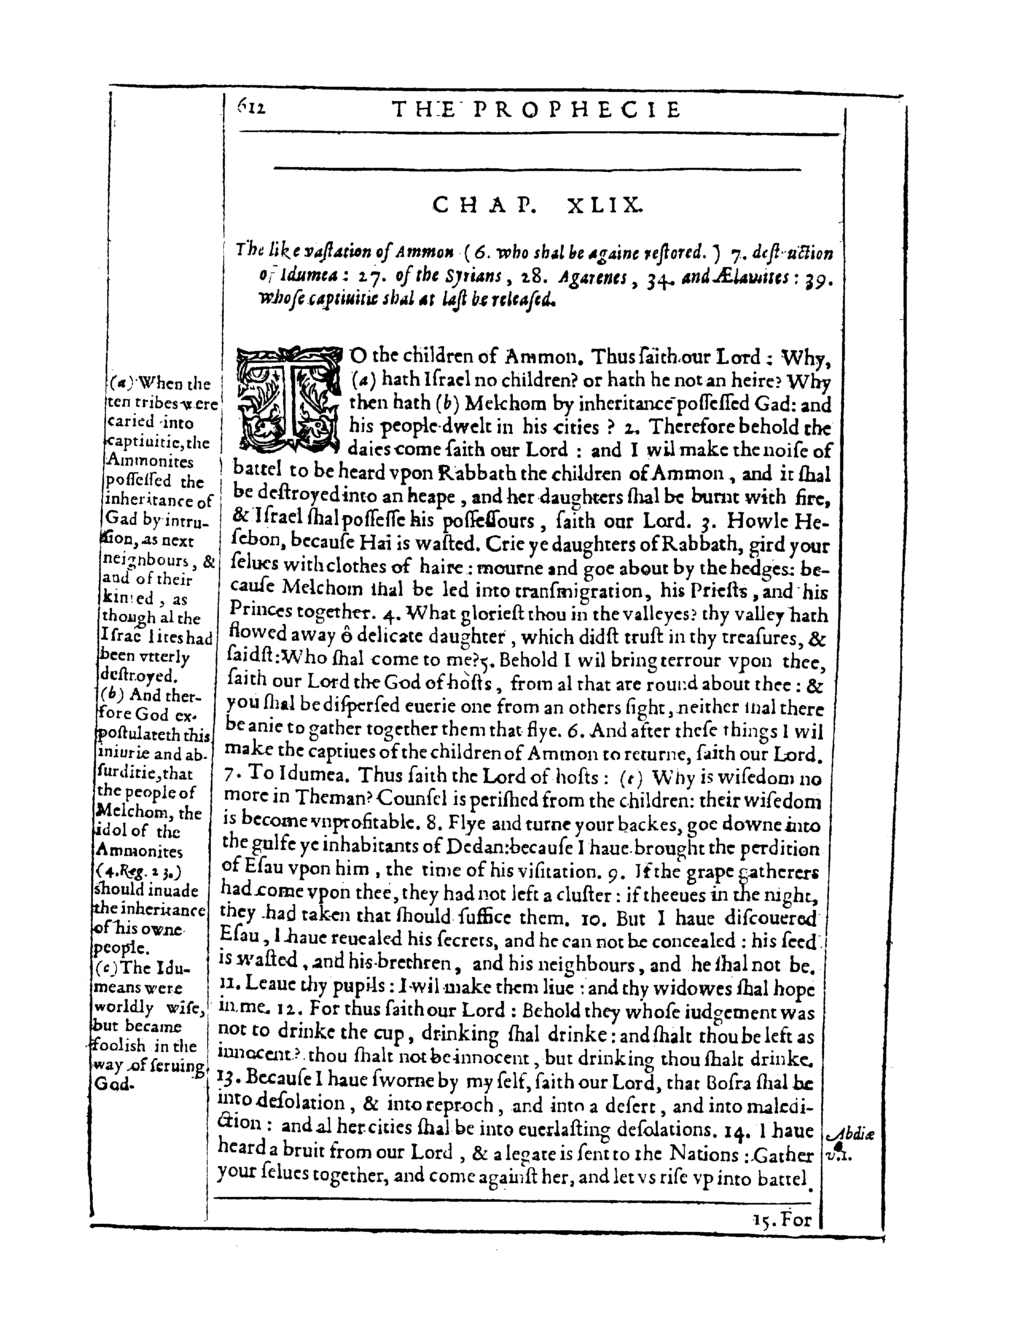 612 THE PROPHECIE
CHAP. XLIX.
The like vaſtation of Ammon (6. who shal be againe reſtored.) 7. deſtruction
of Idumea: 27. of the Syrians, 28. Agarenes, 34. and Ælamites: 39.
whoſe captiuitie shal at laſt be releaſed.
TO the children of Ammon. Thus ſaith our Lord: Why,
(a) hath Iſrael no children? or hath he not an heire? Why
then hath (b) Melchom by inheritance poſſeſſed Gad: and
his people dwelt in his cities? 2. Therefore behold the
daies come ſaith our Lord: and I wil make the noiſe of
battel to be heard vpon Rabbath the children of Ammon, and it ſhal
be deſtroyed into an heape, and her daughters ſhal be burnt with fire,
& Iſrael ſhal poſſeſſe his poſſeſſours, ſaith our Lord. 3. Howle He-
ſebon, becauſe Hai is waſted. Crie ye daughters of Rabbath, gird your
ſelues with clothes of haire: mourne and goe about by the hedges: be-
cauſe Melchom ſhal be led into tranſmigration, his Prieſts, and his
Princes together. 4. What glorieſt thou in the valleyes? thy valley hath
flowed away ô delicate daughter, which didſt truſt in thy treaſures, &
ſaidſt: Who ſhal come to me? 5. Behold I wil bring terrour vpon thee,
ſaith our Lord the God of hoſts, from al that are round about thee: &
you ſhal be diſperſed euerie one from an others ſight, neither ſhal there
be anie to gather together them that flye. 6. And after theſe things I wil
make the captiues of the children of Ammon to returne, ſaith our Lord.
7. To Idumea. Thus ſaith the Lord of hoſts: (c) Why is wiſedom no
more in Theman? Counſel is periſhed from the children: their wiſedom
is become vnprofitable. 8. Flye and turne your backes, goe downe into
the gulfe ye inhabitants of Dedan: becauſe I haue brought the perdition
of Eſau vpon him, the time of his viſitation. 9. If the grape gatherers
had come vpon thee, they had not left a cluſter: if theeues in the night,
they had taken that ſhould ſuffice them. 10. But I haue diſcouered
Eſau, I haue reuealed his ſecrets, and he can not be concealed: his ſeed
is waſted, and his brethren, and his neighbours, and he ſhal not be.
11. Leaue thy pupils: I wil make them liue: and thy widowes ſhal hope
in me. 12. For thus ſaith our Lord: Behold they whoſe iudgement was
not to drinke the cup, drinking ſhal drinke: and ſhalt thou be left as
innocent? thou ſhalt not be innocent, but drinking thou ſhalt drinke.
13. Becauſe I haue ſworne by my ſelf, ſaith our Lord, that Boſra ſhal be
into deſolation, & into reproch, and into a deſert, and into maledi-
ction: and al her cities ſhal be into euerlaſting deſolations. 14. I haue
heard a bruit from our Lord, & a legate is ſent to the Nations: Gather
your ſelues together, and come againſt her, and let vs riſe vp into battel.
15. For
(a) When the
ten tribes were
caried into
captiuitie, the
Ammonites
poſſeſſed the
inheritance of
Gad by intru-
ſion, as next
neighbours, &
and of their
kinred, as
though al the
Iſraelites had
been vtterly
deſtroyed.
(b) And ther-
fore God ex-
poſtulateth this
iniurie and ab-
ſurditie, that
the people of
Melchom, the
idol of the
Ammonites
(4. Reg. 23.)
ſhould inuade
the inheritance
of his owne
people.
(c) The Idu-
means were
worldly wiſe,
but became
fooliſh in the
way of ſeruing
God.
Abdiæ
v. 1.